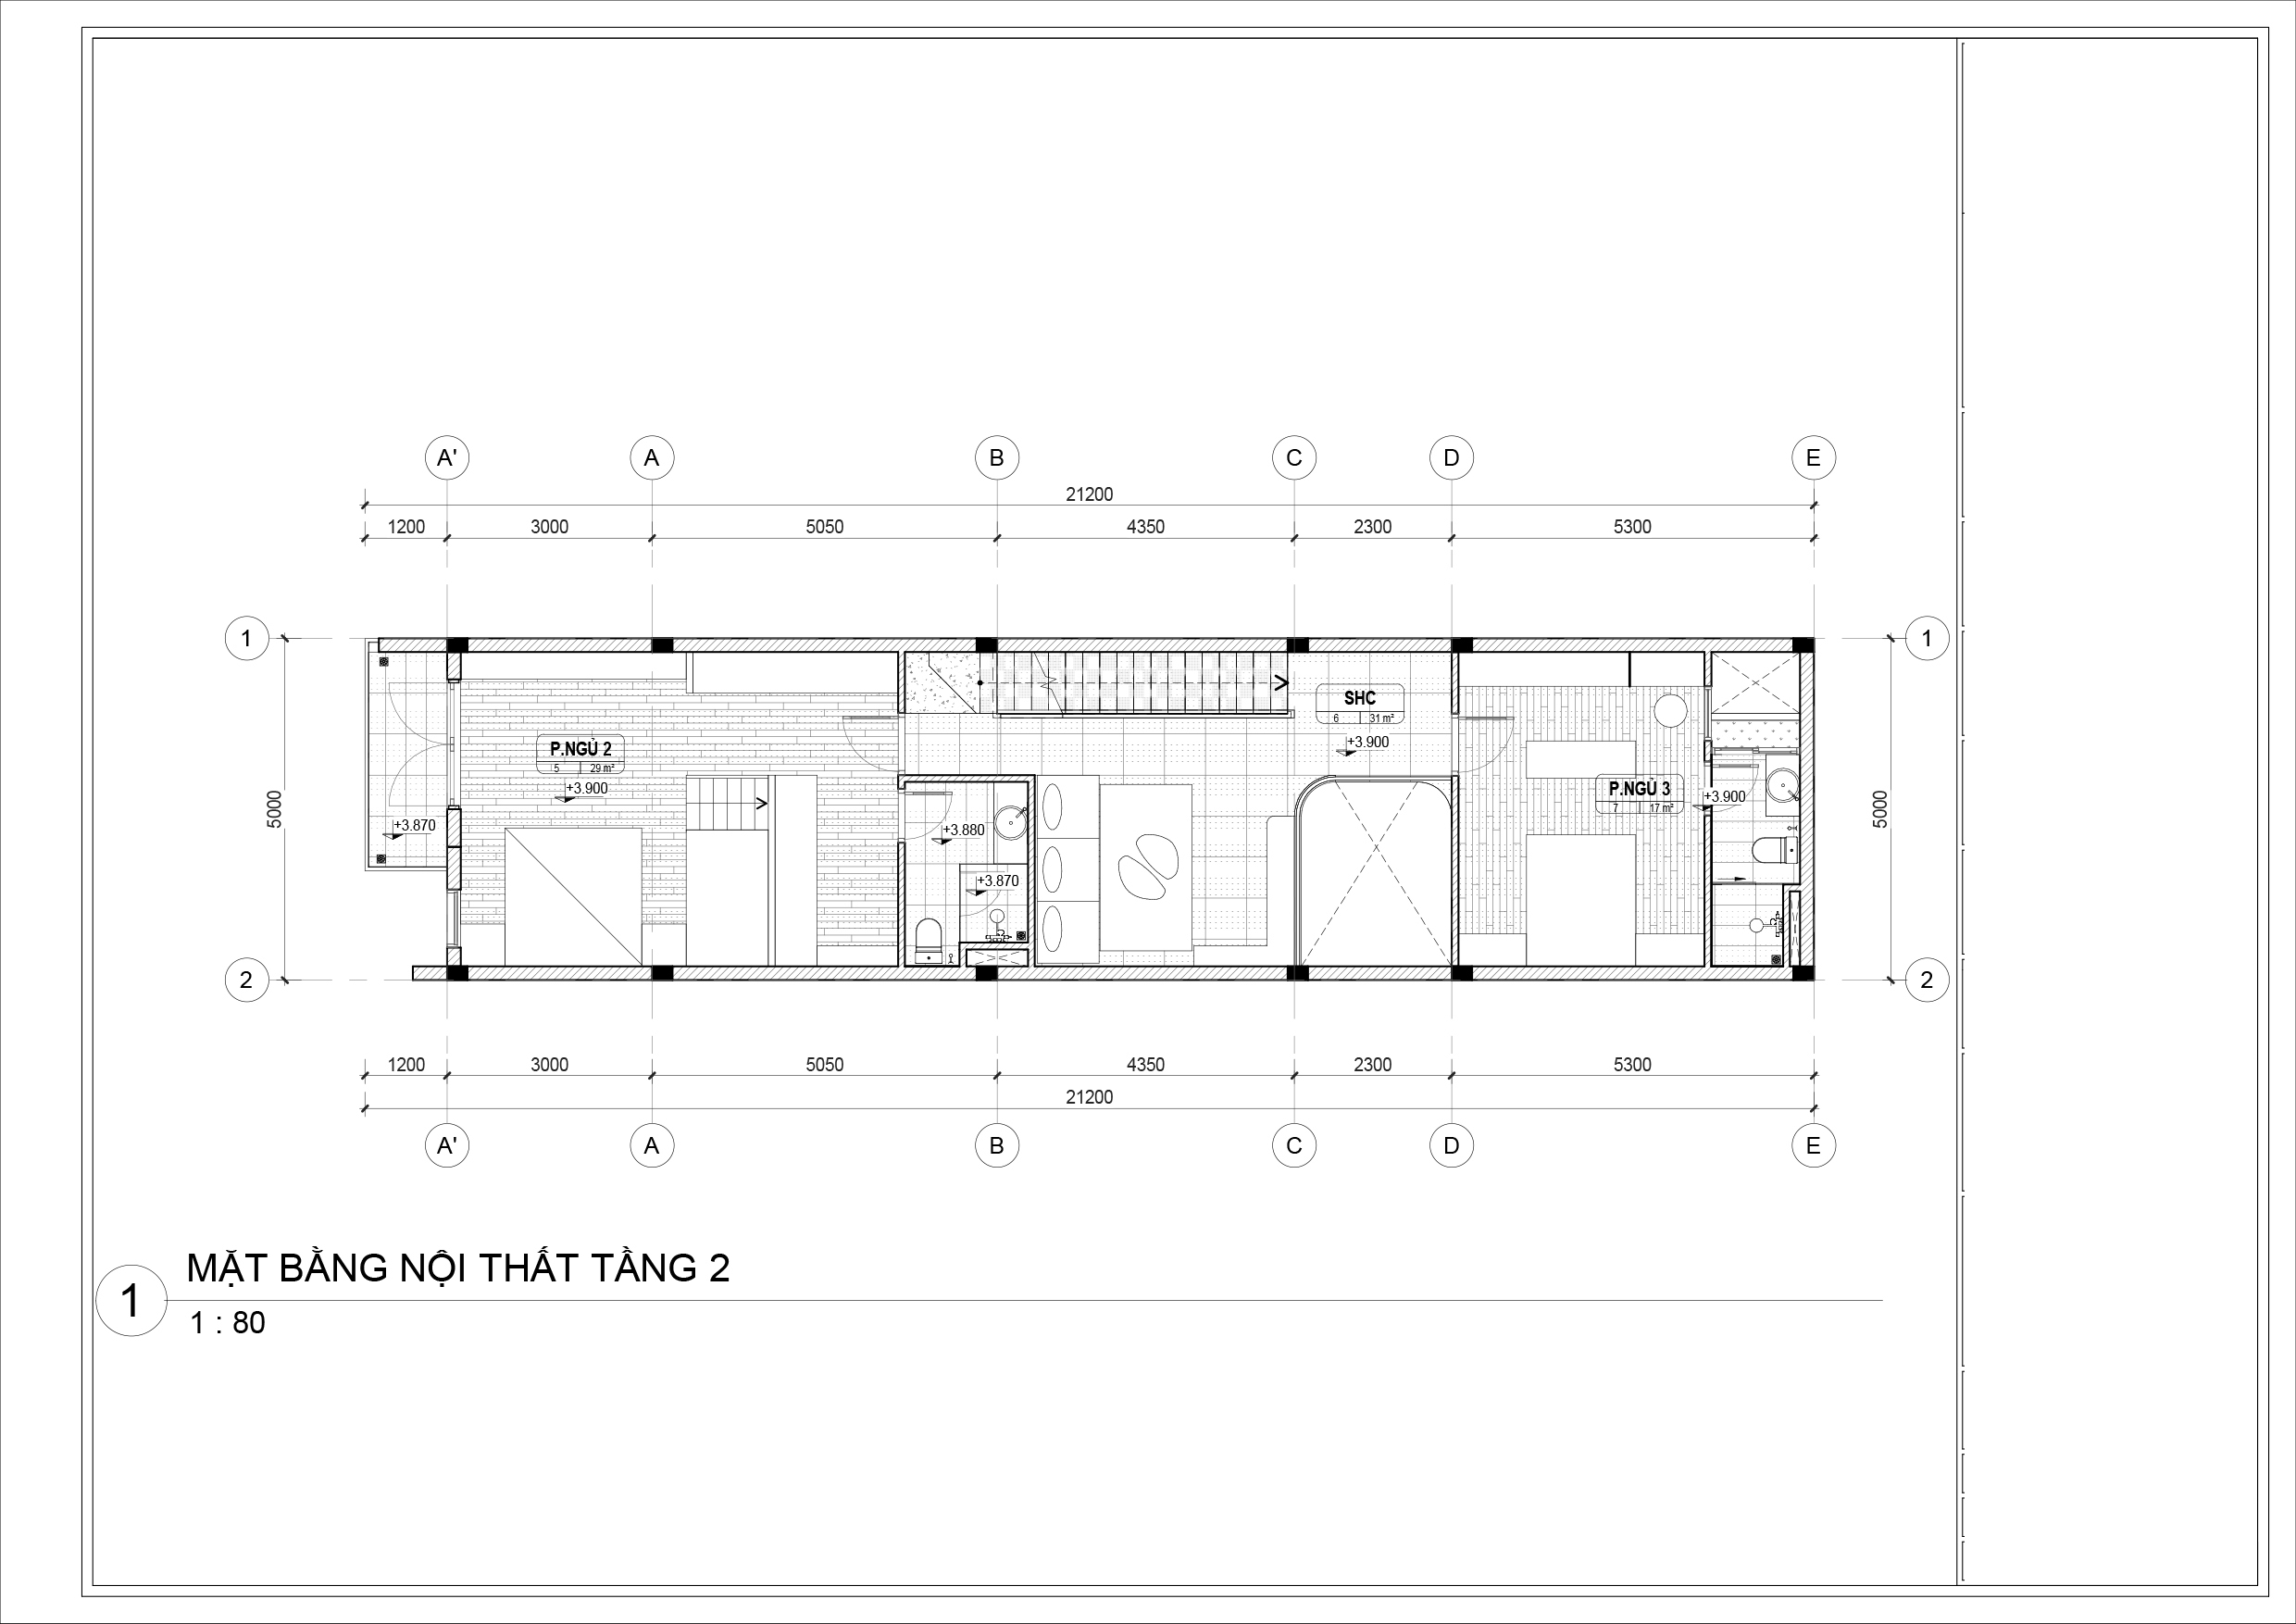 A' A B C D E
21200
1200 3000 5050 4350 2300 5300
1 1
SHC
6 31 m²
+3.900
P.NGỦ 2
5 29 m²
+3.900
P.NGỦ 3
7 17 m²
+3.900
5000 5000
+3.870
+3.880
+3.870
2 2
1200 3000 5050 4350 2300 5300
21200
A' A B C D E
MẶT BẰNG NỘI THẤT TẦNG 2
1
1 : 80